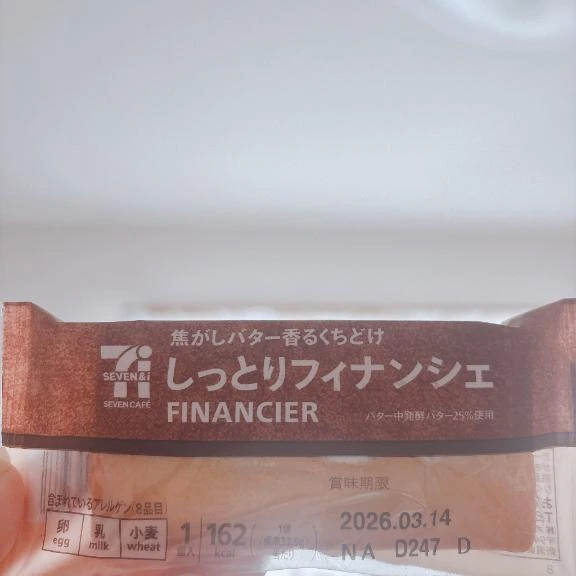 焦がしバター香るくちどけ
SEVEN&i
SEVEN CAFÉ
しっとりフィナンシェ
FINANCIER
バター中発酵バター25%使用
含まれているアレルゲン(8品目)
卵
egg
乳
milk
小麦
wheat
1
個入
162
kcal
賞味期限
2026.03.14
NA D247 D